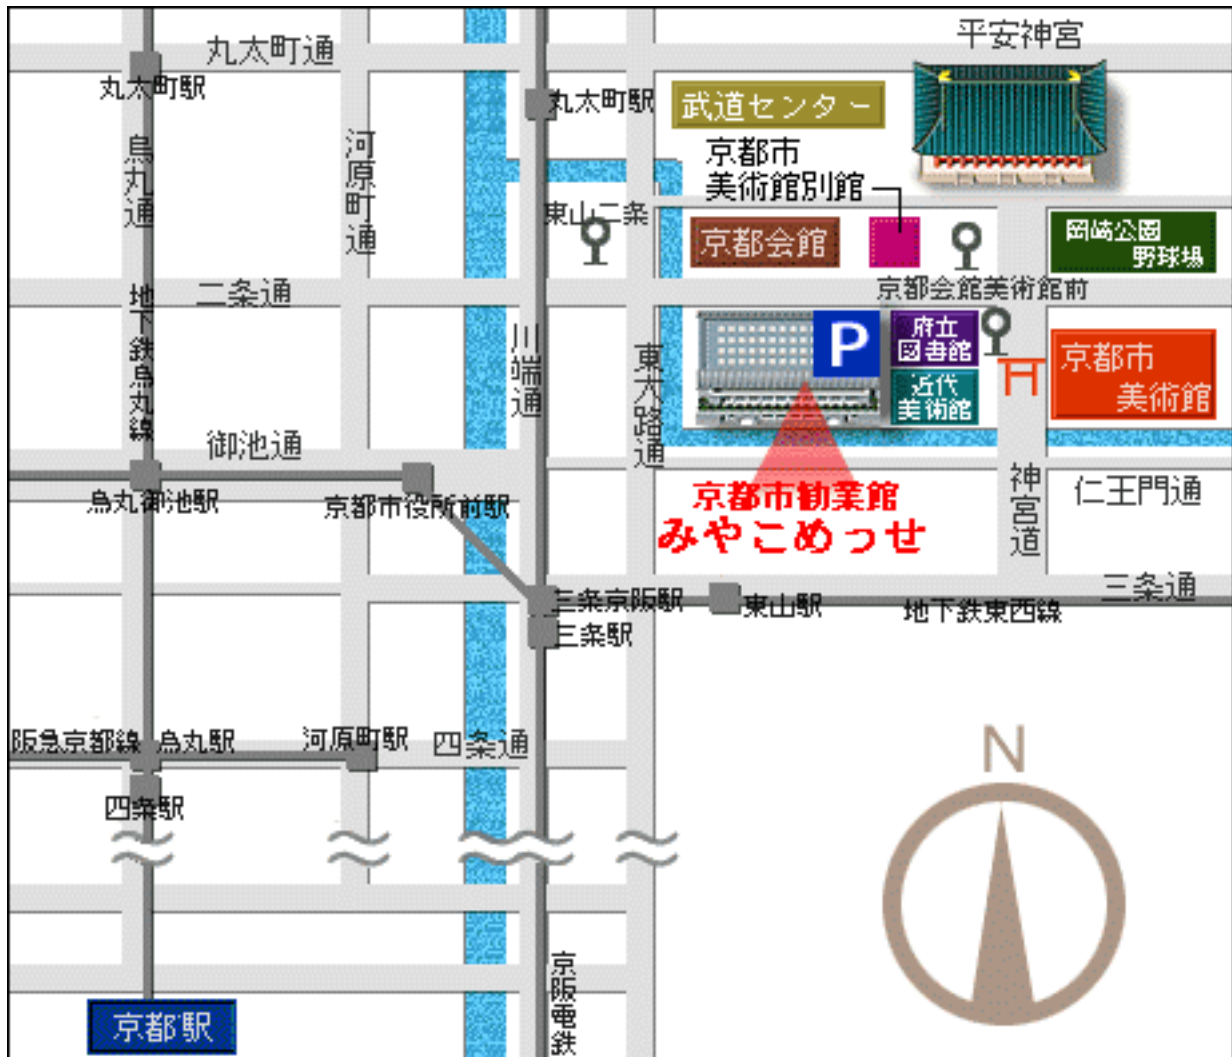 平安神宮
丸太町通
丸太町駅
丸太町駅
武道センター
京都市
美術館別館
烏丸通
河原町通
東山二条
京都会館
岡崎公園
野球場
二条通
京都会館美術館前
地下鉄烏丸線
川端通
東大路通
P
府立
図書館
近代
美術館
京都市
美術館
御池通
烏丸御池駅
京都市役所前駅
京都市勧業館
みやこめっせ
神宮道
仁王門通
三条通
三条京阪駅
東山駅
地下鉄東西線
三条駅
阪急京都線
烏丸駅
河原町駅
四条通
四条駅
N
京阪電鉄
京都駅